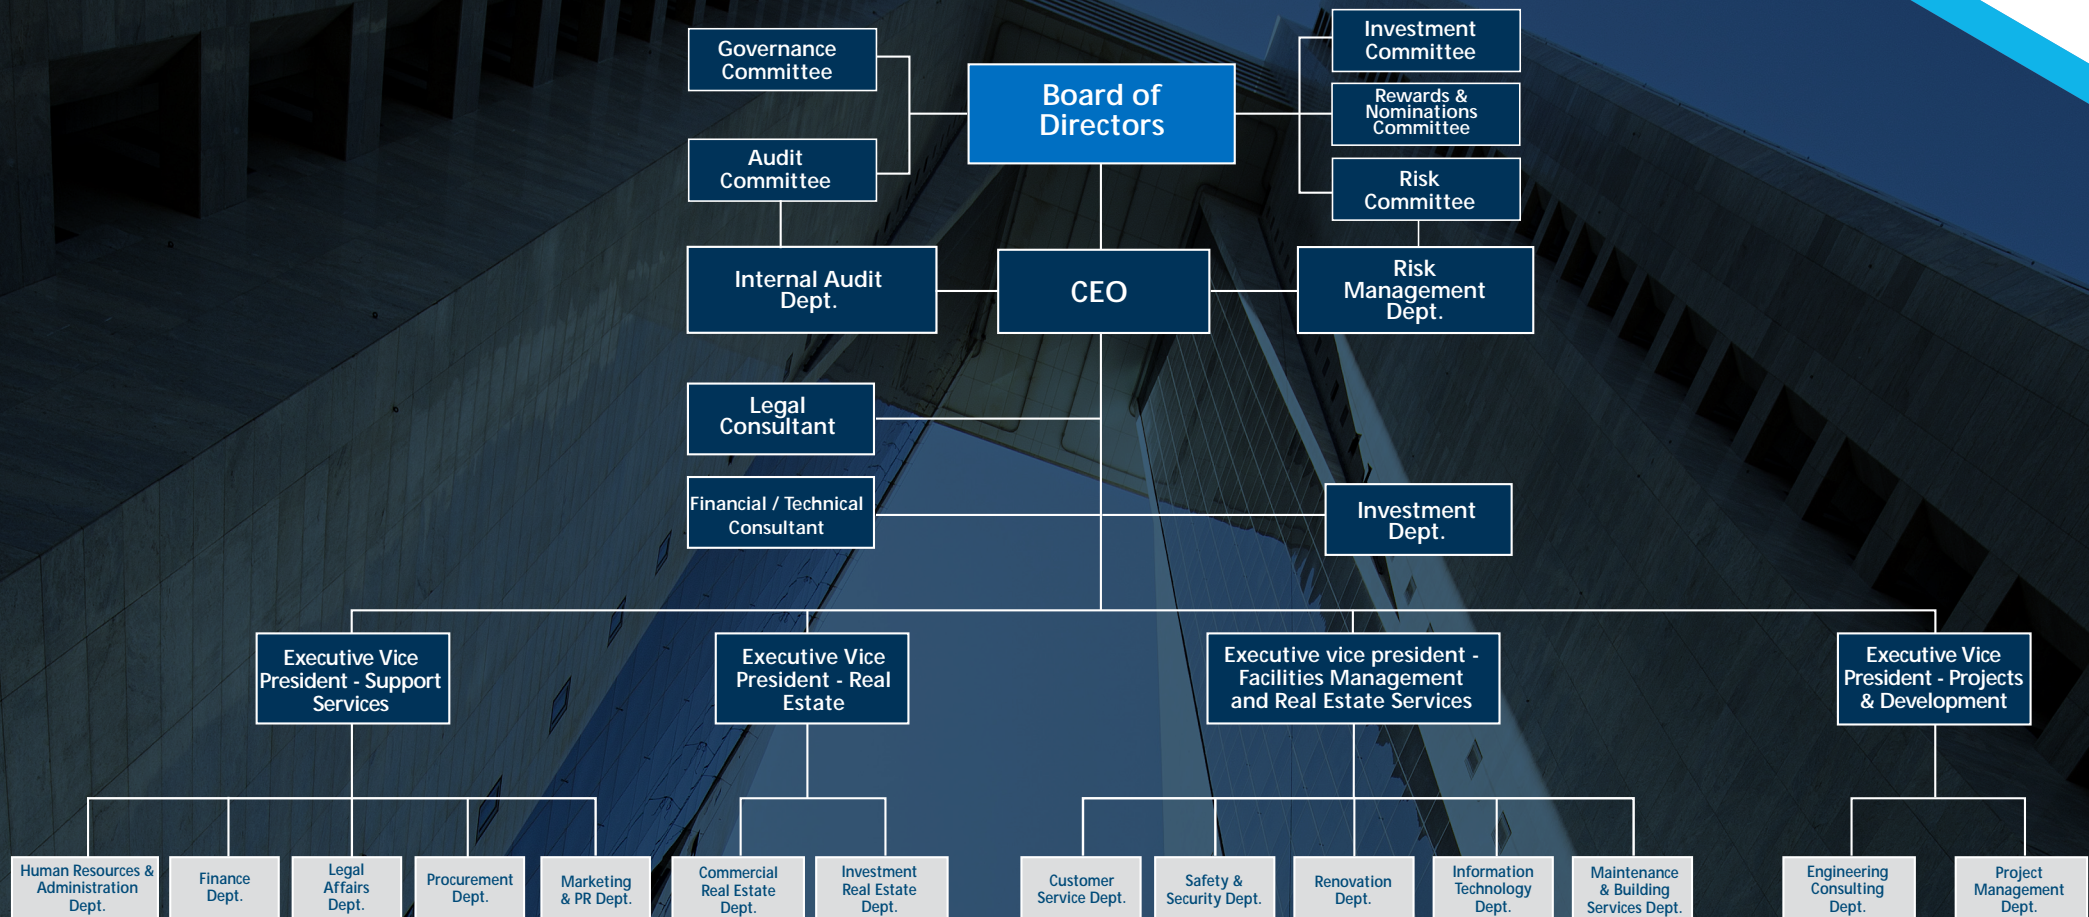 Governance
Committee
Audit
Committee
Board of
Directors
Investment
Committee
Rewards &
Nominations
Committee
Risk
Committee
Internal Audit
Dept.
CEO
Risk
Management
Dept.
Legal
Consultant
Financial / Technical
Consultant
Investment
Dept.
Executive Vice
President - Support
Services
Executive Vice
President - Real
Estate
Executive vice president -
Facilities Management
and Real Estate Services
Executive Vice
President - Projects
& Development
Human Resources &
Administration
Dept.
Finance
Dept.
Legal
Affairs
Dept.
Procurement
Dept.
Marketing
& PR Dept.
Commercial
Real Estate
Dept.
Investment
Real Estate
Dept.
Customer
Service Dept.
Safety &
Security Dept.
Renovation
Dept.
Information
Technology
Dept.
Maintenance
& Building
Services Dept.
Engineering
Consulting
Dept.
Project
Management
Dept.